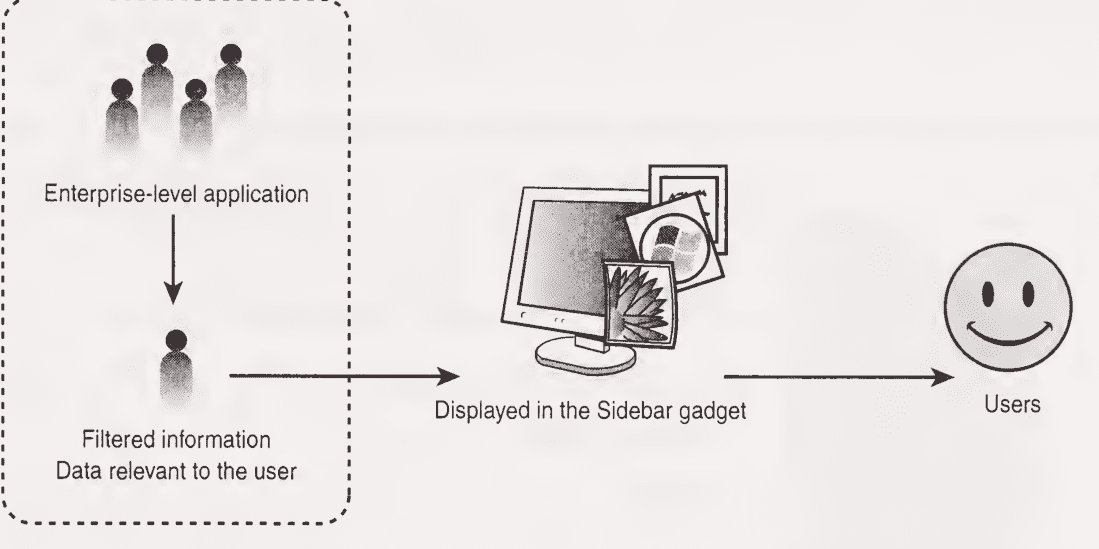 Enterprise-level application
Filtered information
Data relevant to the user
Displayed in the Sidebar gadget
Users